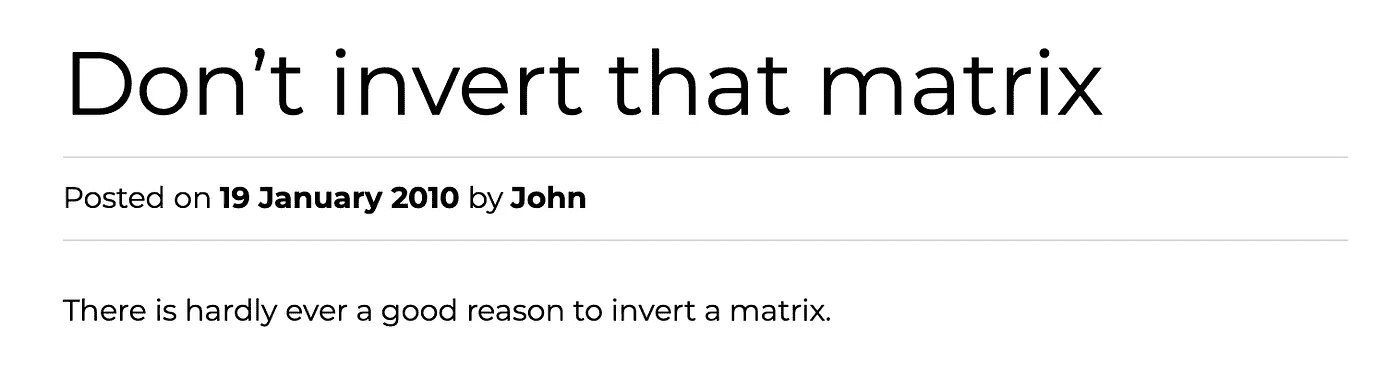 Don’t invert that matrix
Posted on 19 January 2010 by John
There is hardly ever a good reason to invert a matrix.